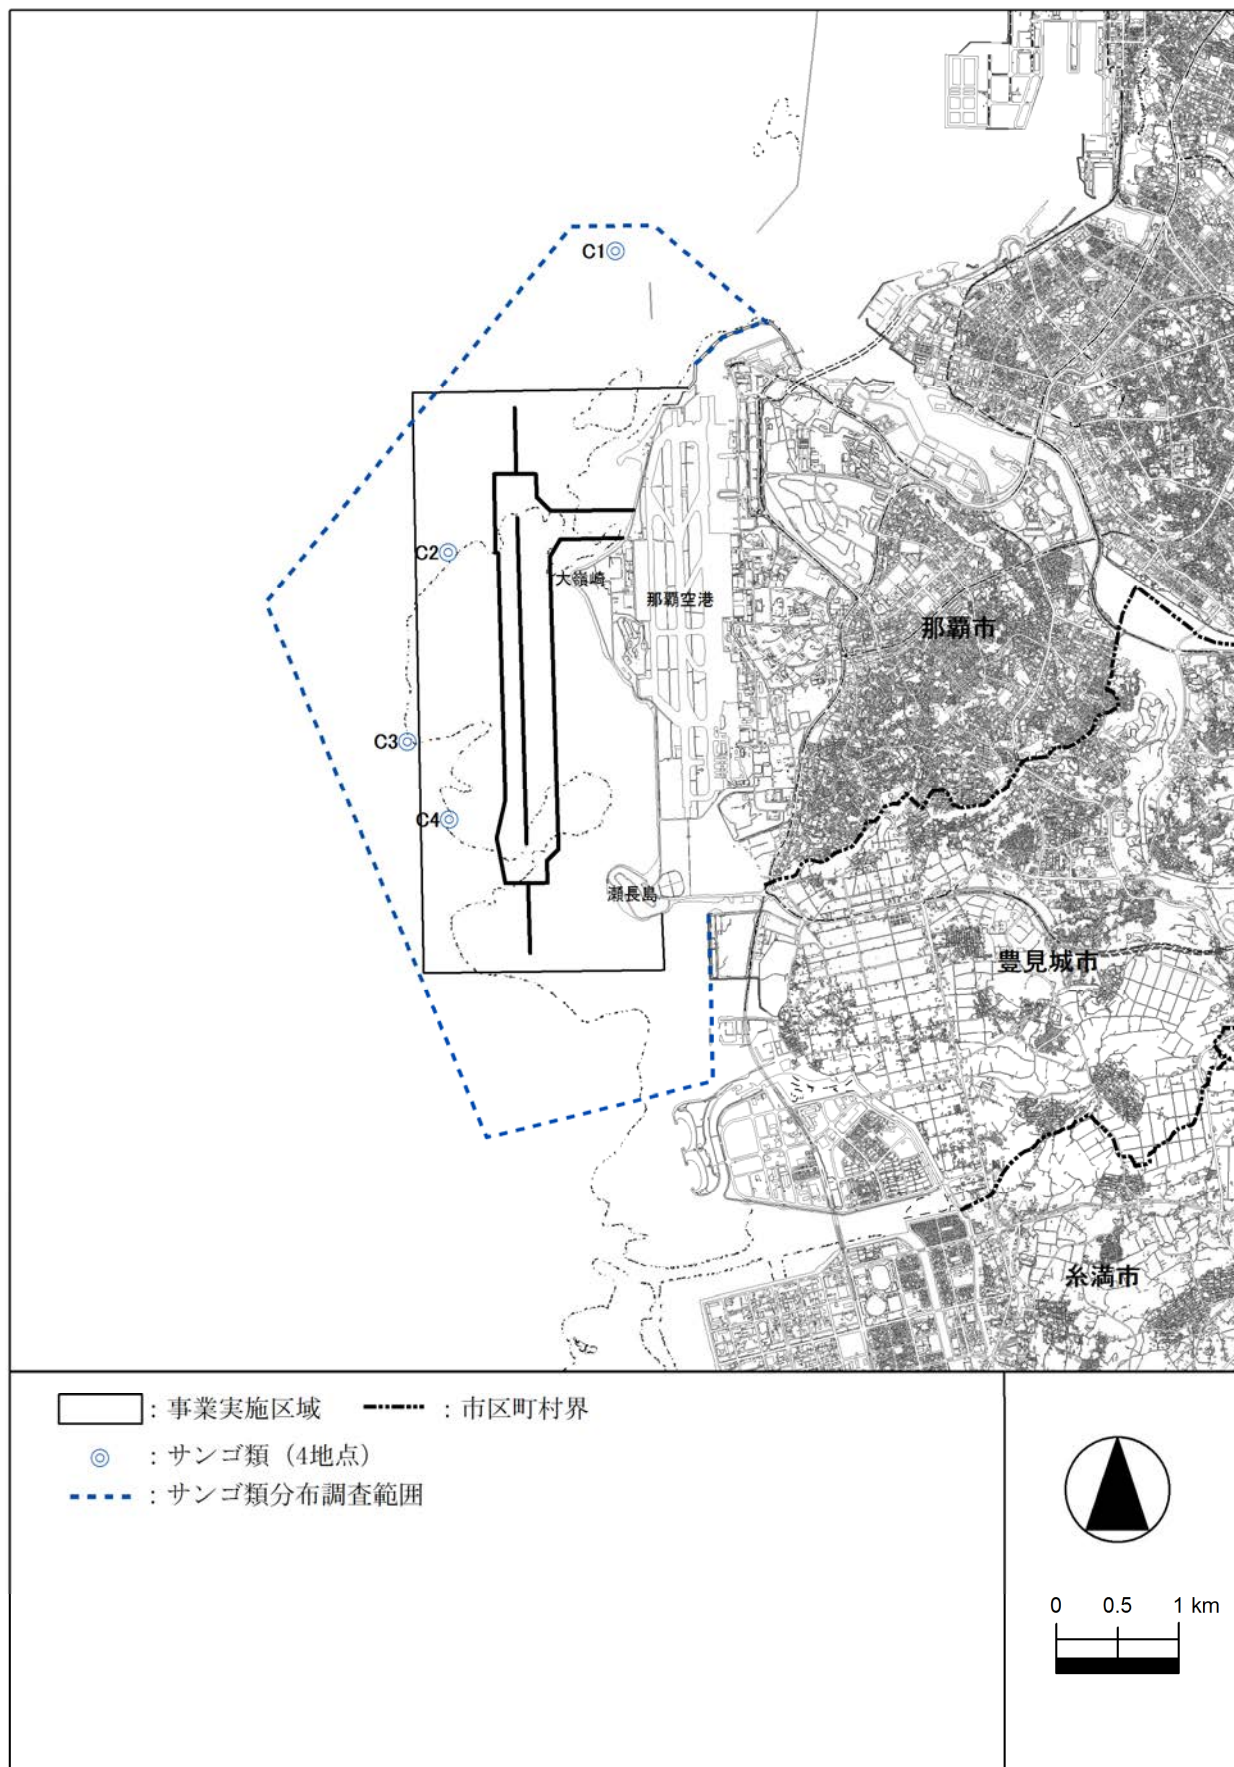 C1
C2
大嶺崎
那覇空港
那覇市
C3
C4
瀬長島
豊見城市
糸満市
：事業実施区域 ：市区町村界
：サンゴ類（4地点）
：サンゴ類分布調査範囲
0 0.5 1 km